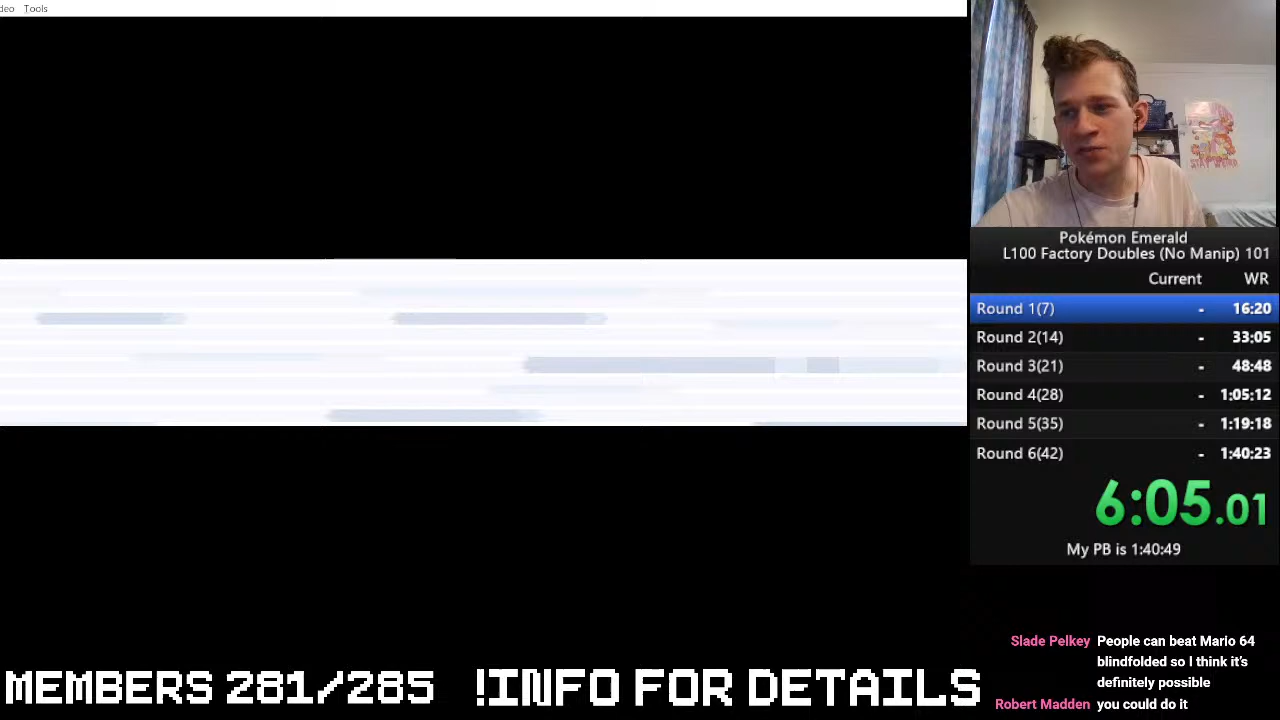 deo Tools
Pokémon Emerald
L100 Factory Doubles (No Manip) 101
Current WR
Round 1(7) - 16:20
Round 2(14) - 33:05
Round 3(21) - 48:48
Round 4(28) - 1:05:12
Round 5(35) - 1:19:18
Round 6(42) - 1:40:23
6:05.01
My PB is 1:40:49
Slade Pelkey People can beat Mario 64
blindfolded so I think it's
definitely possible
Robert Madden you could do it
MEMBERS 281/285 !INFO FOR DETAILS